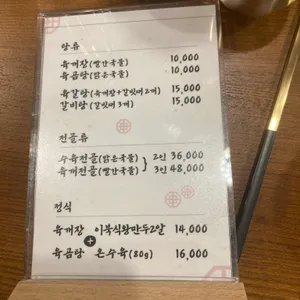 탕류
육개장(빨간국물) 10,000
육곰탕(맑은국물) 10,000
육갈탕(육개장+갈빗대 2개) 15,000
갈비탕(갈빗대 3개) 15,000
전골류
수육전골(맑은국물) } 2인 36,000
육개전골(빨간국물) 3인 48,000
정식
육개장 이북식왕만두2알 14,000
+
육곰탕 온수육(80g) 16,000